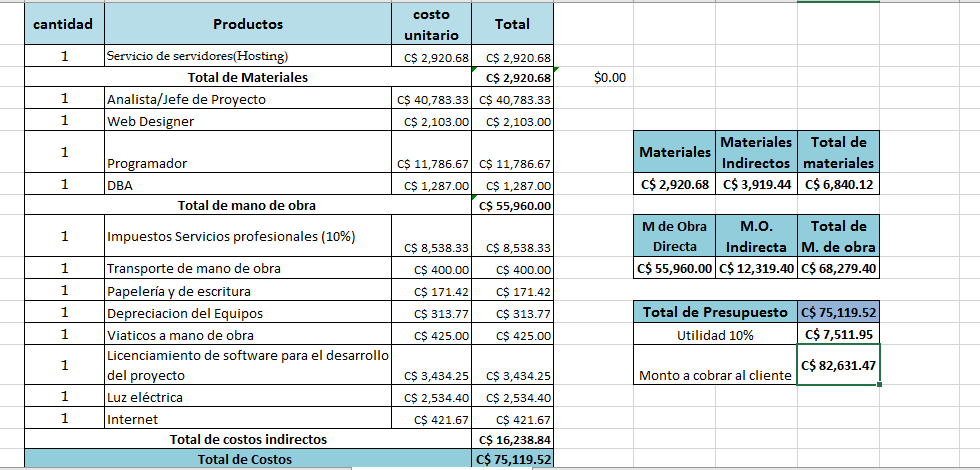 cantidad Productos costo unitario Total
1 Servicio de servidores(Hosting) C$ 2,920.68 C$ 2,920.68
Total de Materiales C$ 2,920.68 $0.00
1 Analista/Jefe de Proyecto C$ 40,783.33 C$ 40,783.33
1 Web Designer C$ 2,103.00 C$ 2,103.00
1 Programador C$ 11,786.67 C$ 11,786.67
1 DBA C$ 1,287.00 C$ 1,287.00
Total de mano de obra C$ 55,960.00
1 Impuestos Servicios profesionales (10%) C$ 8,538.33 C$ 8,538.33
1 Transporte de mano de obra C$ 400.00 C$ 400.00
1 Papelería y de escritura C$ 171.42 C$ 171.42
1 Depreciacion del Equipos C$ 313.77 C$ 313.77
1 Viaticos a mano de obra C$ 425.00 C$ 425.00
1 Licenciamiento de software para el desarrollo
del proyecto C$ 3,434.25 C$ 3,434.25
1 Luz eléctrica C$ 2,534.40 C$ 2,534.40
1 Internet C$ 421.67 C$ 421.67
Total de costos indirectos C$ 16,238.84
Total de Costos C$ 75,119.52
Materiales Materiales Indirectos Total de materiales
C$ 2,920.68 C$ 3,919.44 C$ 6,840.12
M de Obra Directa M.O. Indirecta Total de M. de obra
C$ 55,960.00 C$ 12,319.40 C$ 68,279.40
Total de Presupuesto C$ 75,119.52
Utilidad 10% C$ 7,511.95
Monto a cobrar al cliente C$ 82,631.47